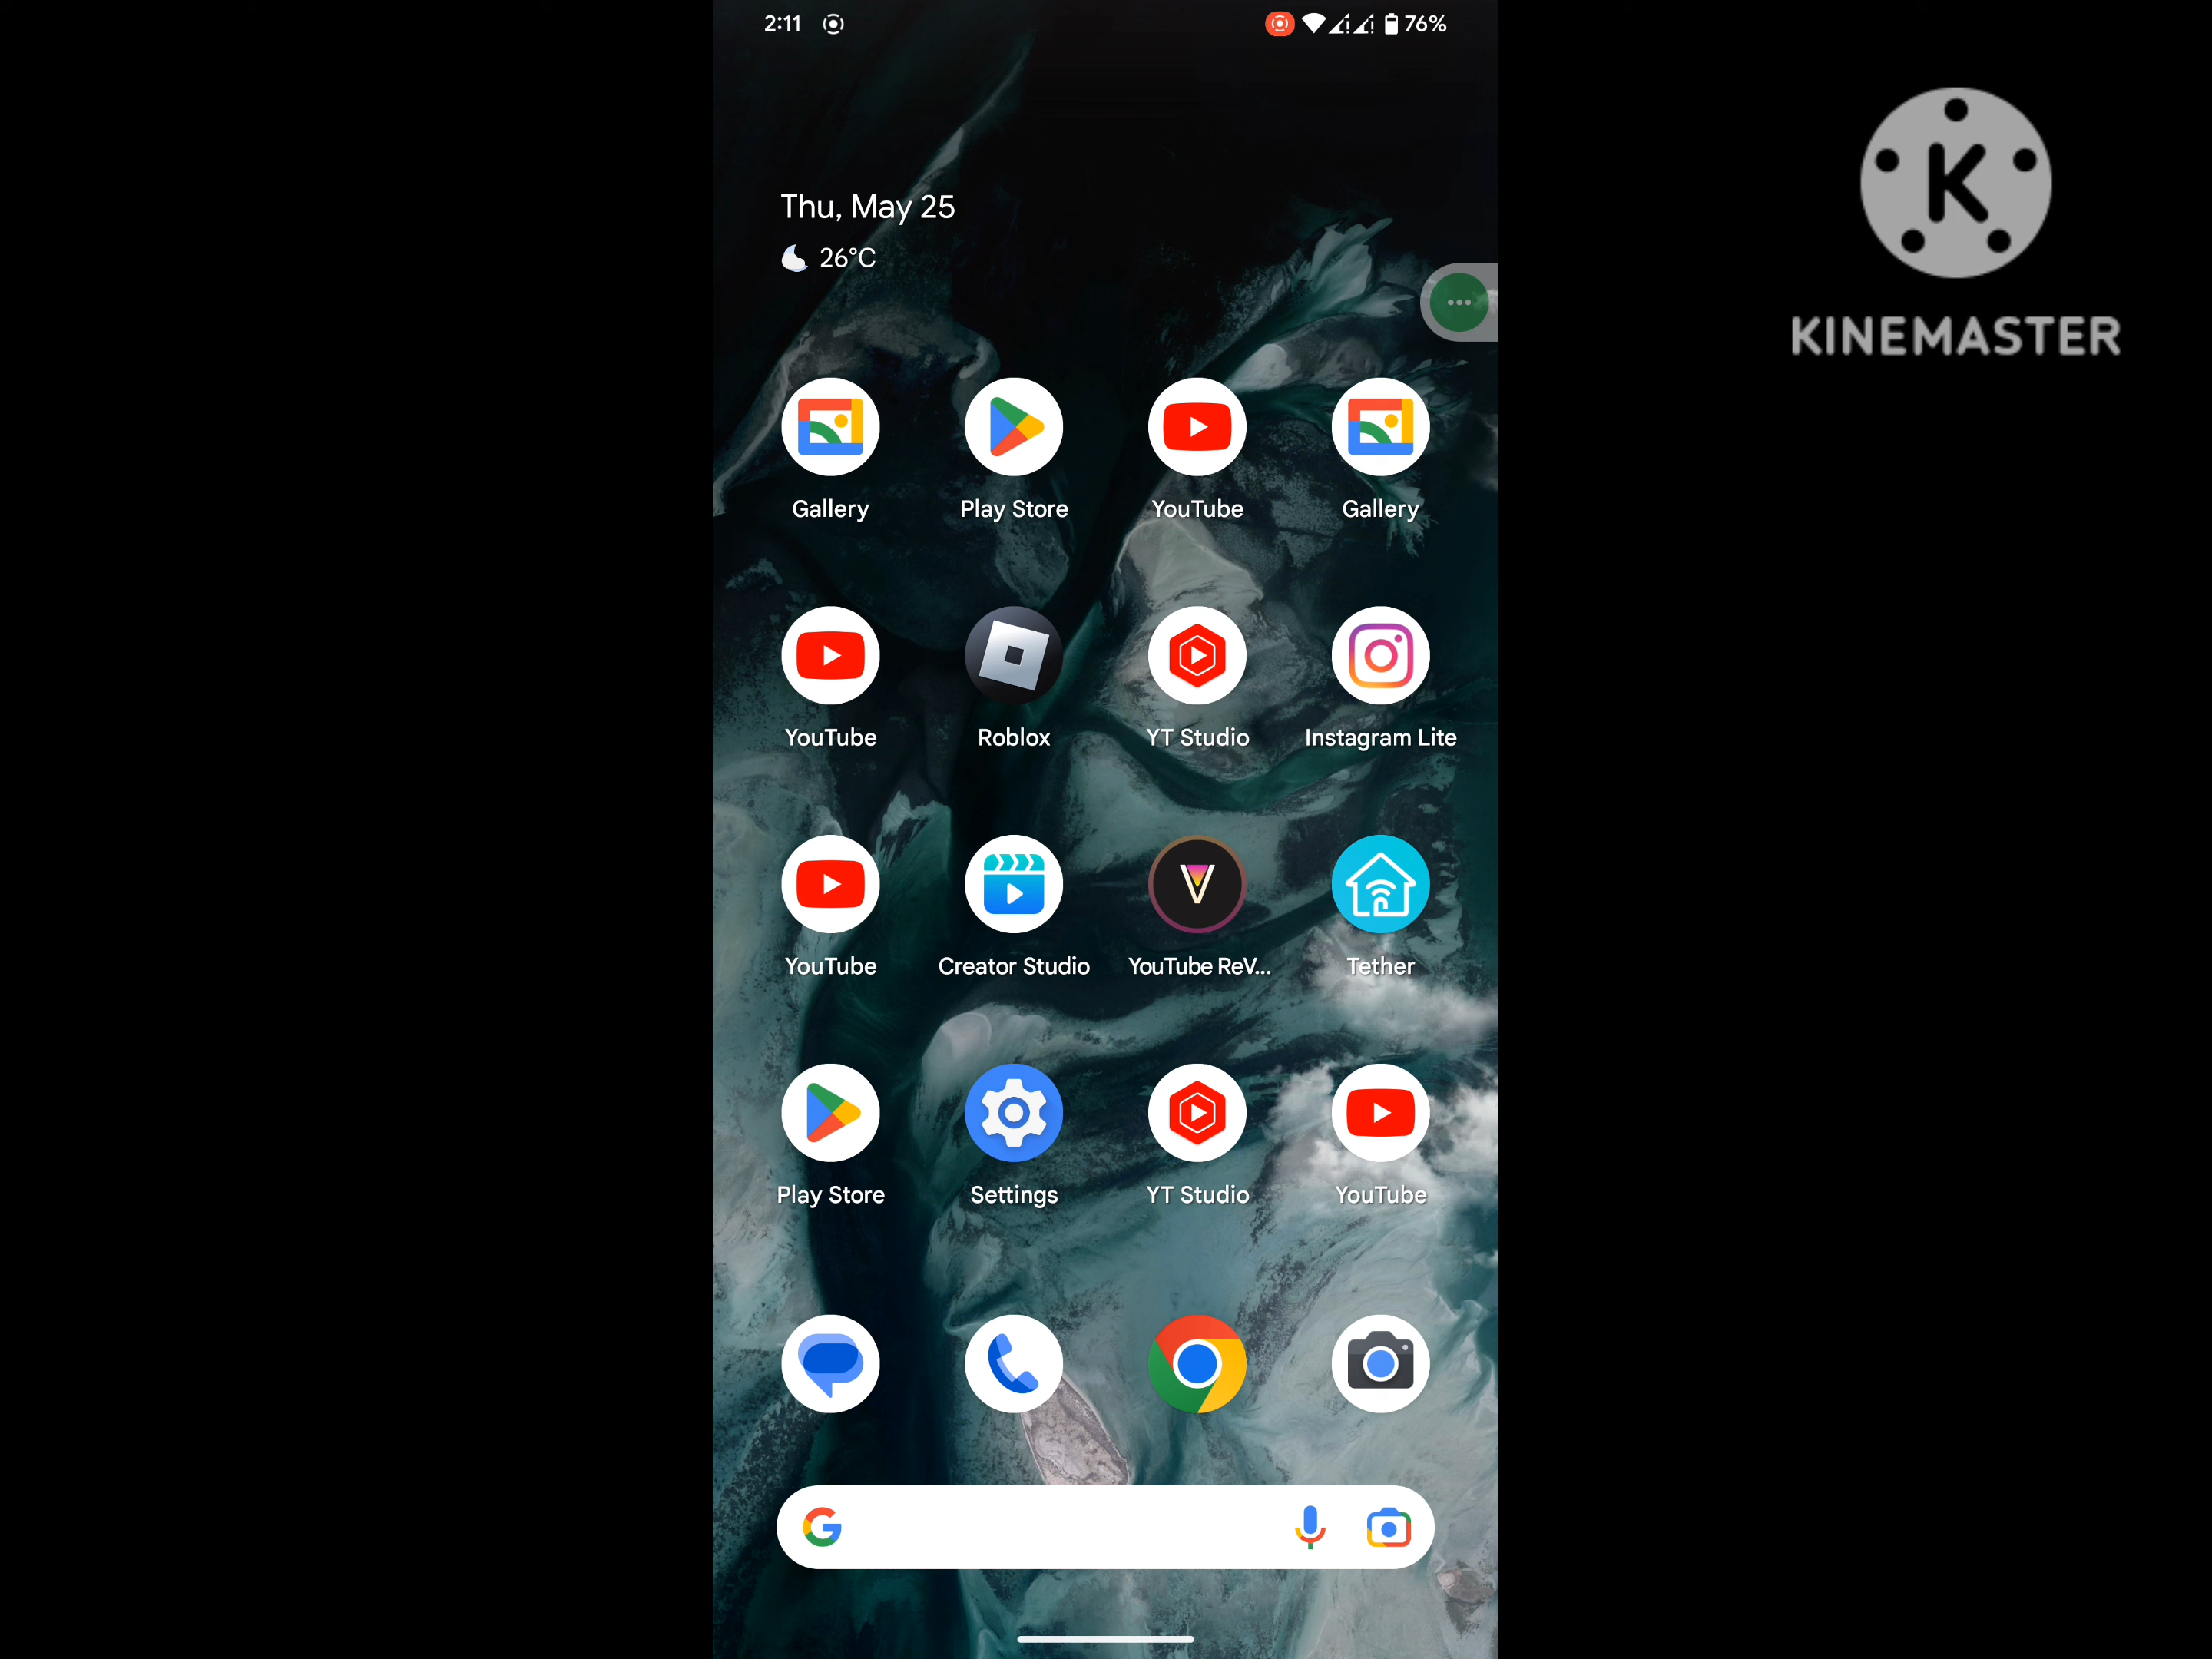 2:11 76%
KINEMASTER
Thu, May 25
26°C
Gallery Play Store YouTube Gallery
YouTube Roblox YT Studio Instagram Lite
YouTube Creator Studio YouTube ReV... Tether
Play Store Settings YT Studio YouTube